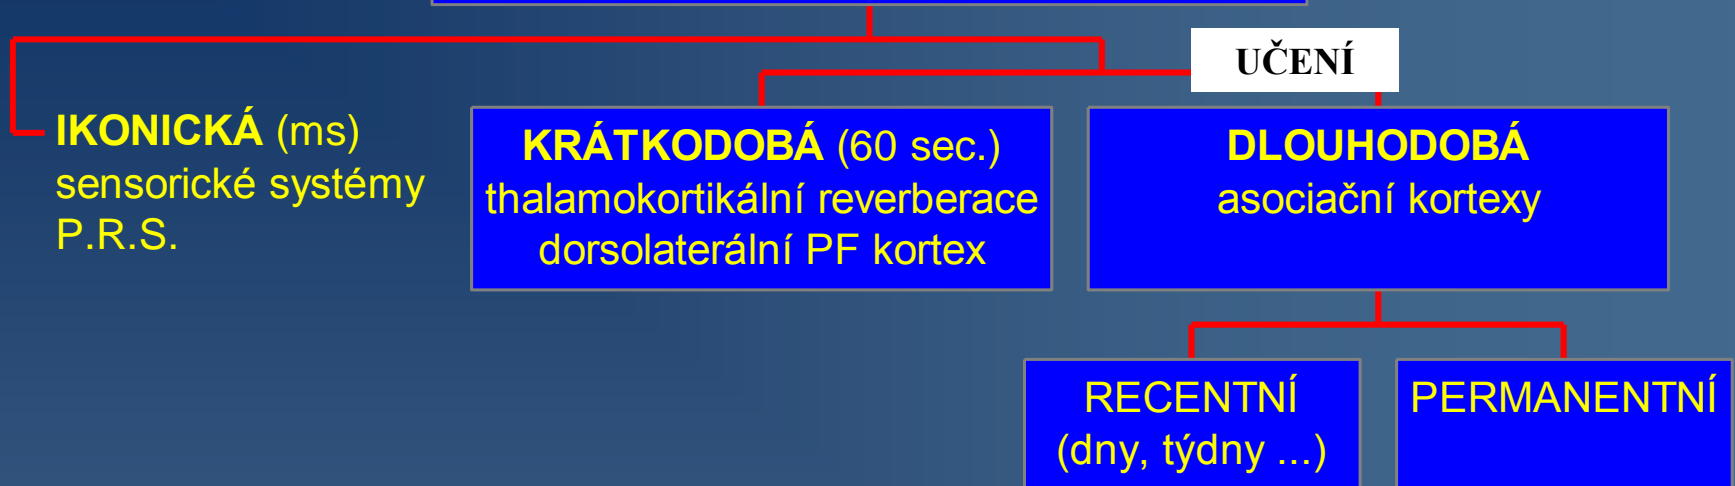 UČENÍ
IKONICKÁ (ms)
sensorické systémy
P.R.S.
KRÁTKODOBÁ (60 sec.)
thalamokortikální reverberace
dorsolaterální PF kortex
DLOUHODOBÁ
asociační kortexy
RECENTNÍ
(dny, týdny ...)
PERMANENTNÍ